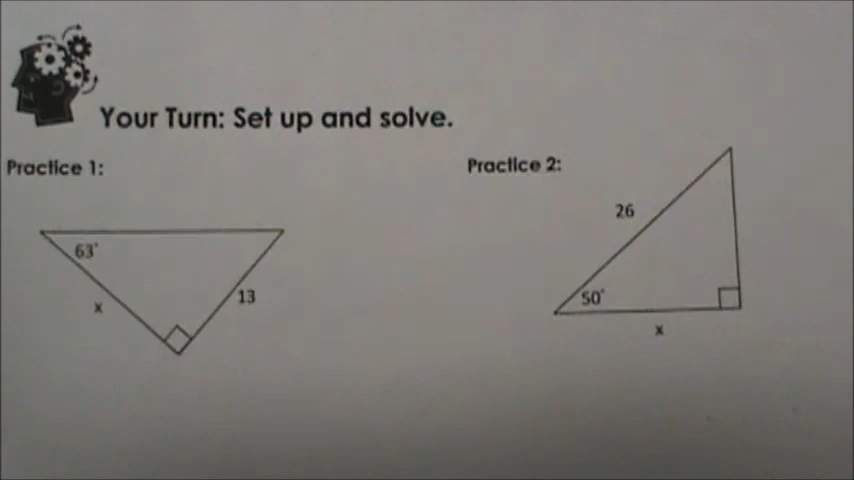 Your Turn: Set up and solve.
Practice 1:
63°
x
13
Practice 2:
26
50°
x